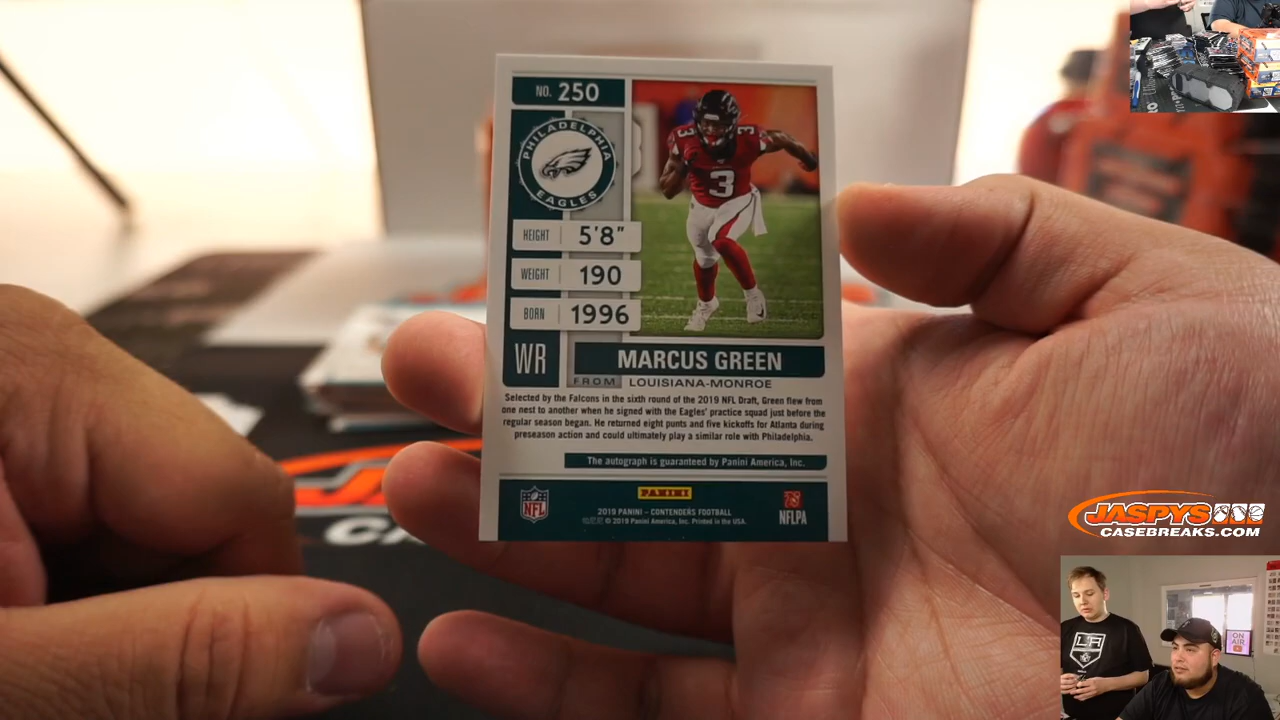 NO. 250
PHILADELPHIA
EAGLES
HEIGHT 5'8"
WEIGHT 190
BORN 1996
3
3
3
WR
MARCUS GREEN
FROM LOUISIANA-MONROE
Selected by the Falcons in the sixth round of the 2019 NFL Draft, Green flew from
one nest to another when he signed with the Eagles' practice squad just before the
regular season began. He returned eight punts and five kickoffs for Atlanta during
preseason action and could ultimately play a similar role with Philadelphia.
The autograph is guaranteed by Panini America, Inc.
NFL
PANINI
2019 PANINI – CONTENDERS FOOTBALL
© 2019 Panini America, Inc. Printed in the USA.
NFLPA
JASPYS
CASEBREAKS.COM
LA
ON
AIR